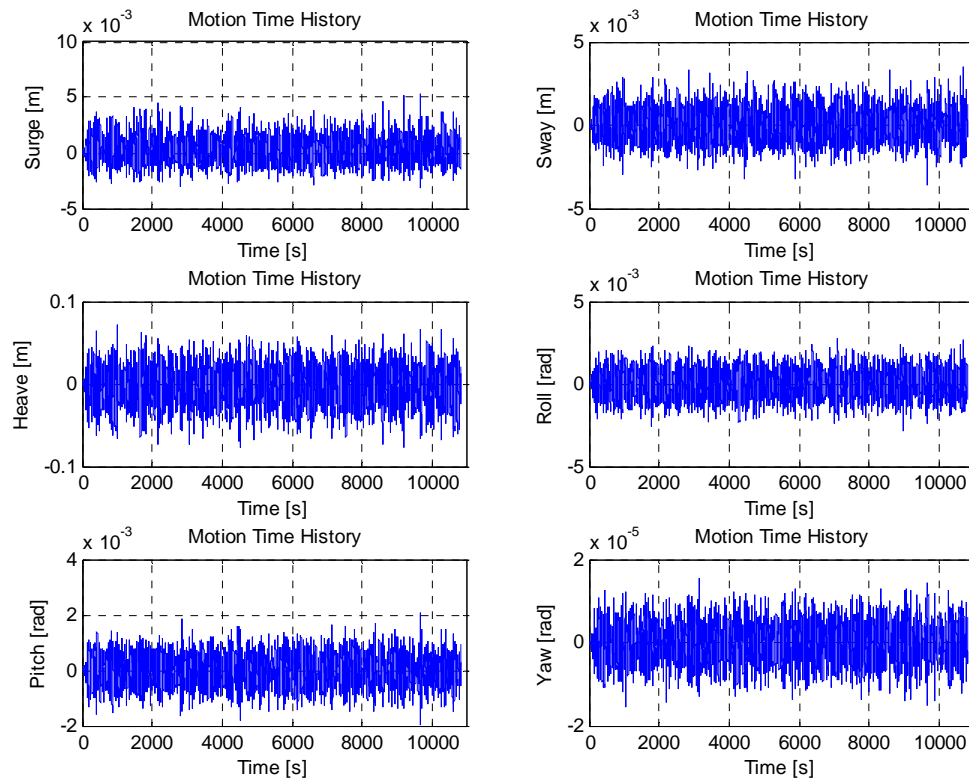 x 10^-3 Motion Time History
10
5
0
-5
Surge [m]
0 2000 4000 6000 8000 10000
Time [s]
x 10^-3 Motion Time History
5
0
-5
Sway [m]
0 2000 4000 6000 8000 10000
Time [s]
Motion Time History
0.1
0
-0.1
Heave [m]
0 2000 4000 6000 8000 10000
Time [s]
x 10^-3 Motion Time History
5
0
-5
Roll [rad]
0 2000 4000 6000 8000 10000
Time [s]
x 10^-3 Motion Time History
4
2
0
-2
Pitch [rad]
0 2000 4000 6000 8000 10000
Time [s]
x 10^-5 Motion Time History
2
0
-2
Yaw [rad]
0 2000 4000 6000 8000 10000
Time [s]